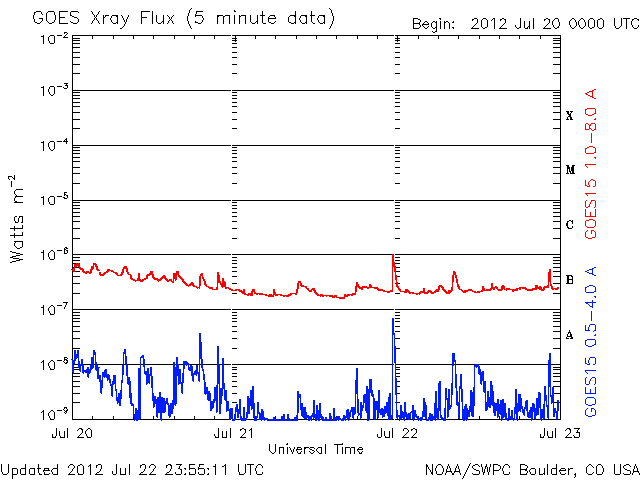 GOES Xray Flux (5 minute data)
Begin: 2012 Jul 20 0000 UTC
10-2
10-3
10-4
10-5
10-6
10-7
10-8
10-9
Watts m-2
X
M
C
B
A
GOES15 1.0-8.0 A
GOES15 0.5-4.0 A
Jul 20 Jul 21 Jul 22 Jul 23
Universal Time
Updated 2012 Jul 22 23:55:11 UTC
NOAA/SWPC Boulder, CO USA